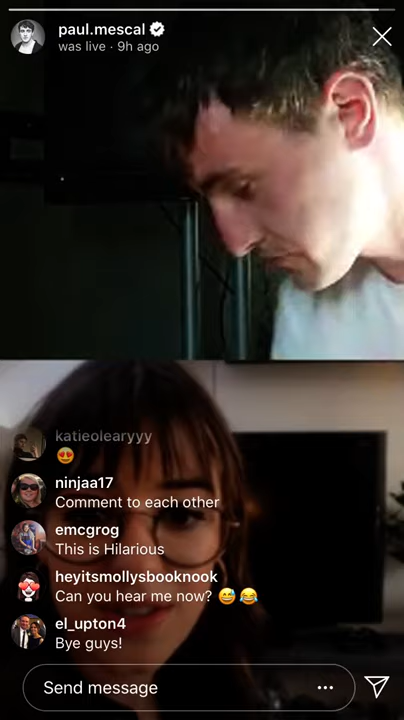 paul.mescal
was live · 9h ago
katieolearyyy
😍
ninjaa17
Comment to each other
emcgrog
This is Hilarious
heyitsmollysbooknook
Can you hear me now? 😅 😂
el_upton4
Bye guys!
Send message